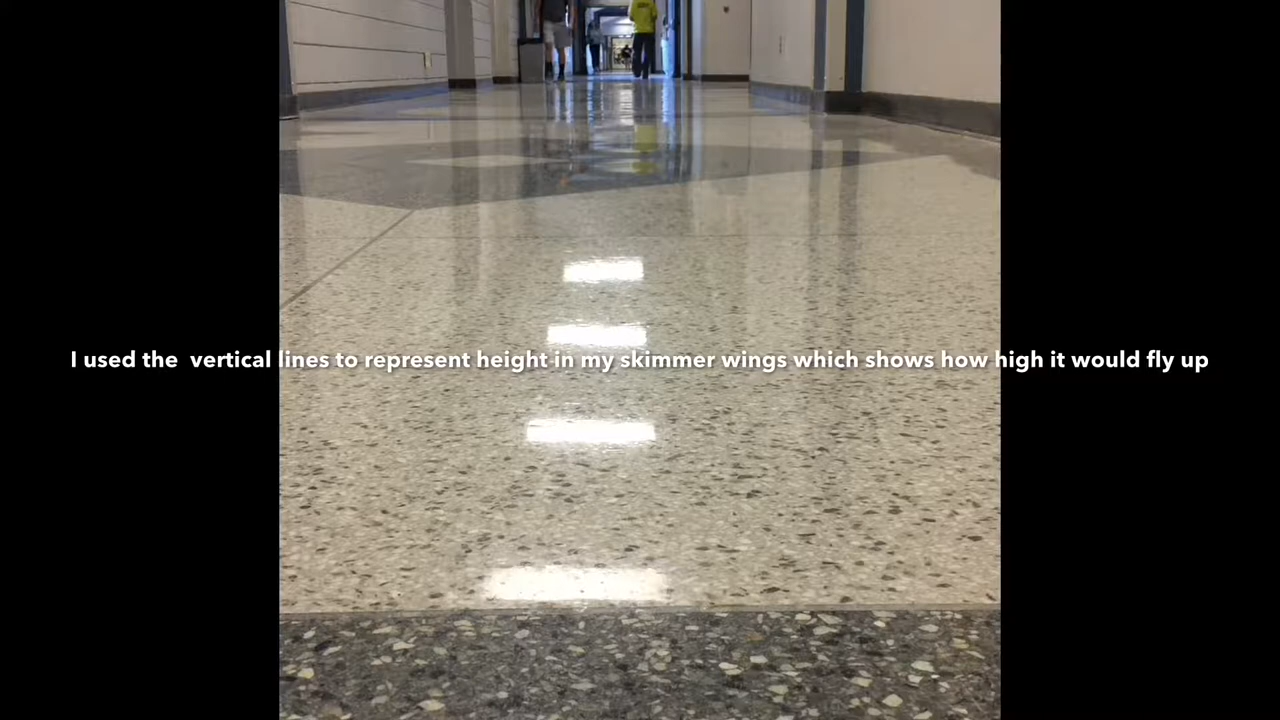 I used the  vertical lines to represent height in my skimmer wings which shows how high it would fly up